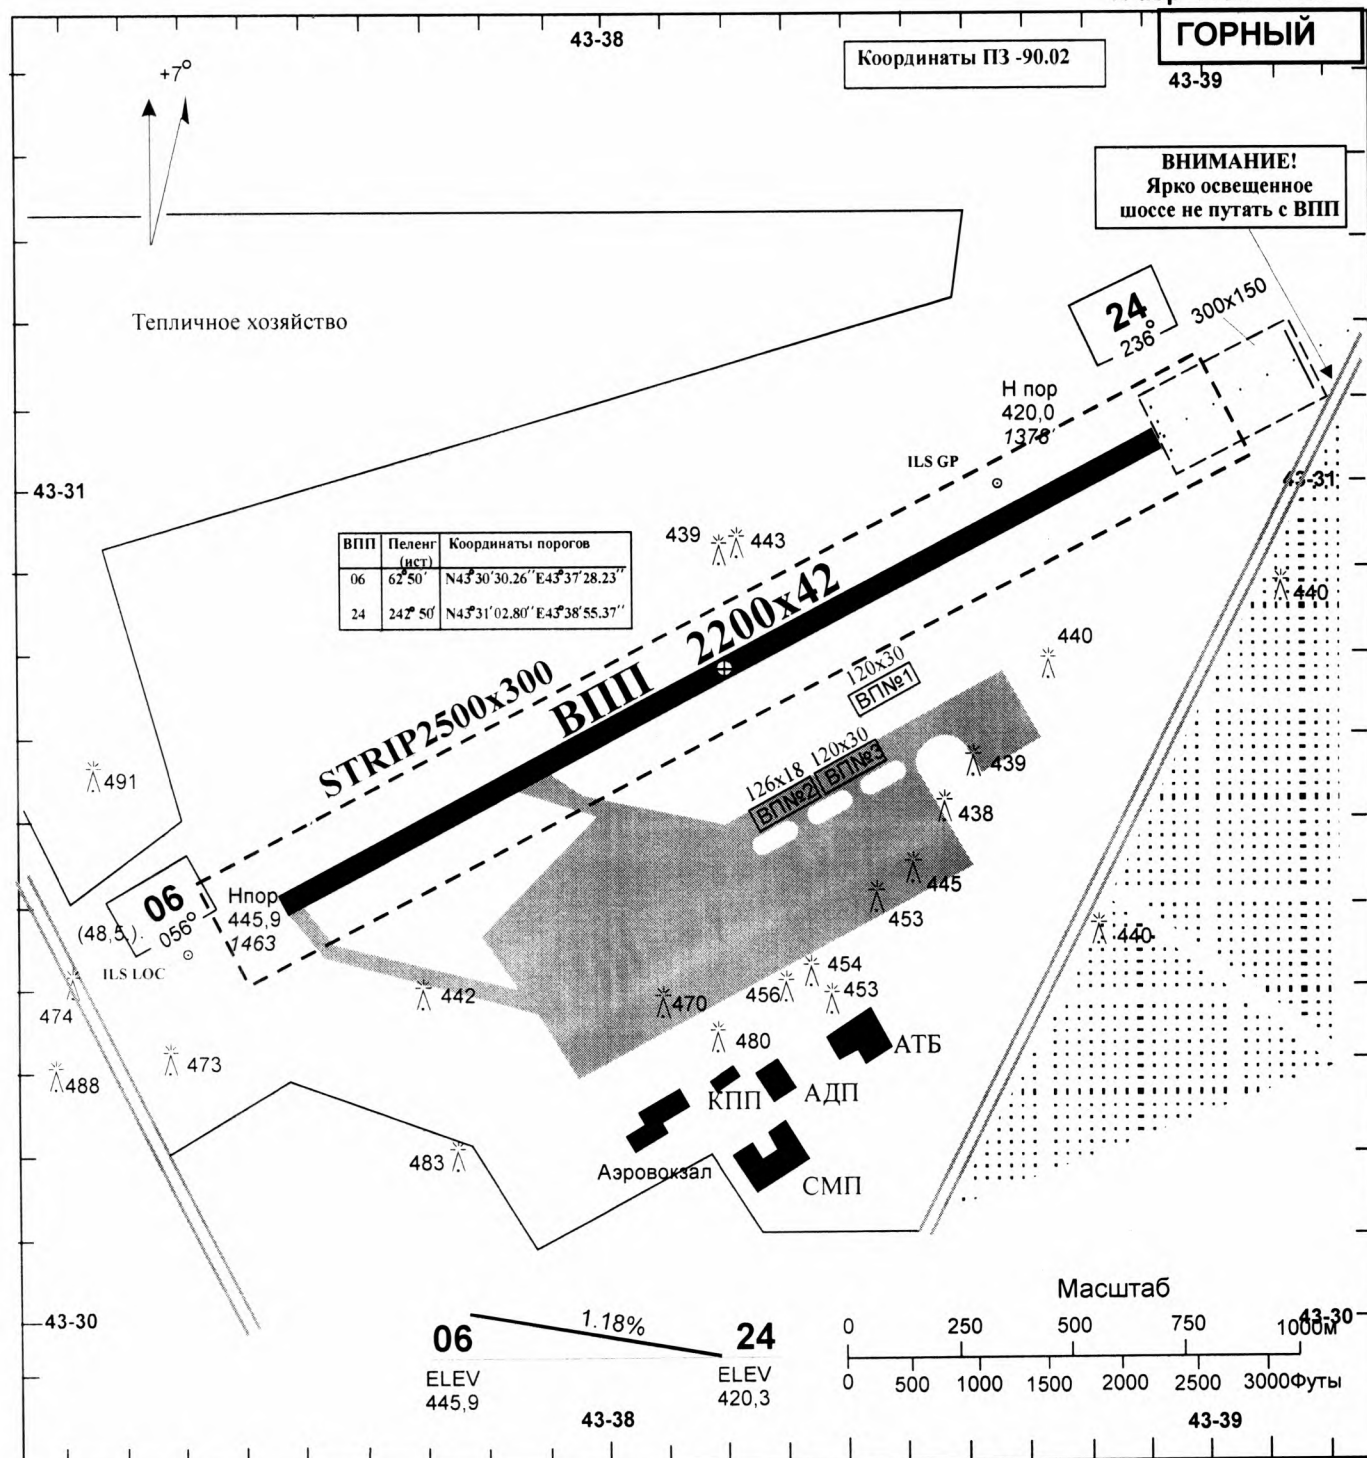 43-38
Координаты ПЗ -90.02
ГОРНЫЙ
43-39
+7°
ВНИМАНИЕ!
Ярко освещенное
шоссе не путать с ВПП
Тепличное хозяйство
24
236°
300x150
Н пор
420,0
1378'
ILS GP
43-31
43-31
439
443
ВПП Пеленг (ист) Координаты порогов
06 62°50' N43°30'30.26''E43°37'28.23''
24 242°50' N43°31'02.80''E43°38'55.37''
440
440
STRIP2500x300
ВПП 2200x42
120x30
ВП№1
126x18
ВП№2
120x30
ВП№3
491
439
438
445
453
06
056°
(48,5 ).
ILS LOC
Нпор
445,9
1463
440
442
470
454
456
453
474
473
488
480
АТБ
КПП
АДП
483
Аэровокзал
СМП
43-30
06
1.18%
24
ELEV
445,9
ELEV
420,3
Масштаб
0 250 500 750 1000м
43-30
0 500 1000 1500 2000 2500 3000Футы
43-38
43-39